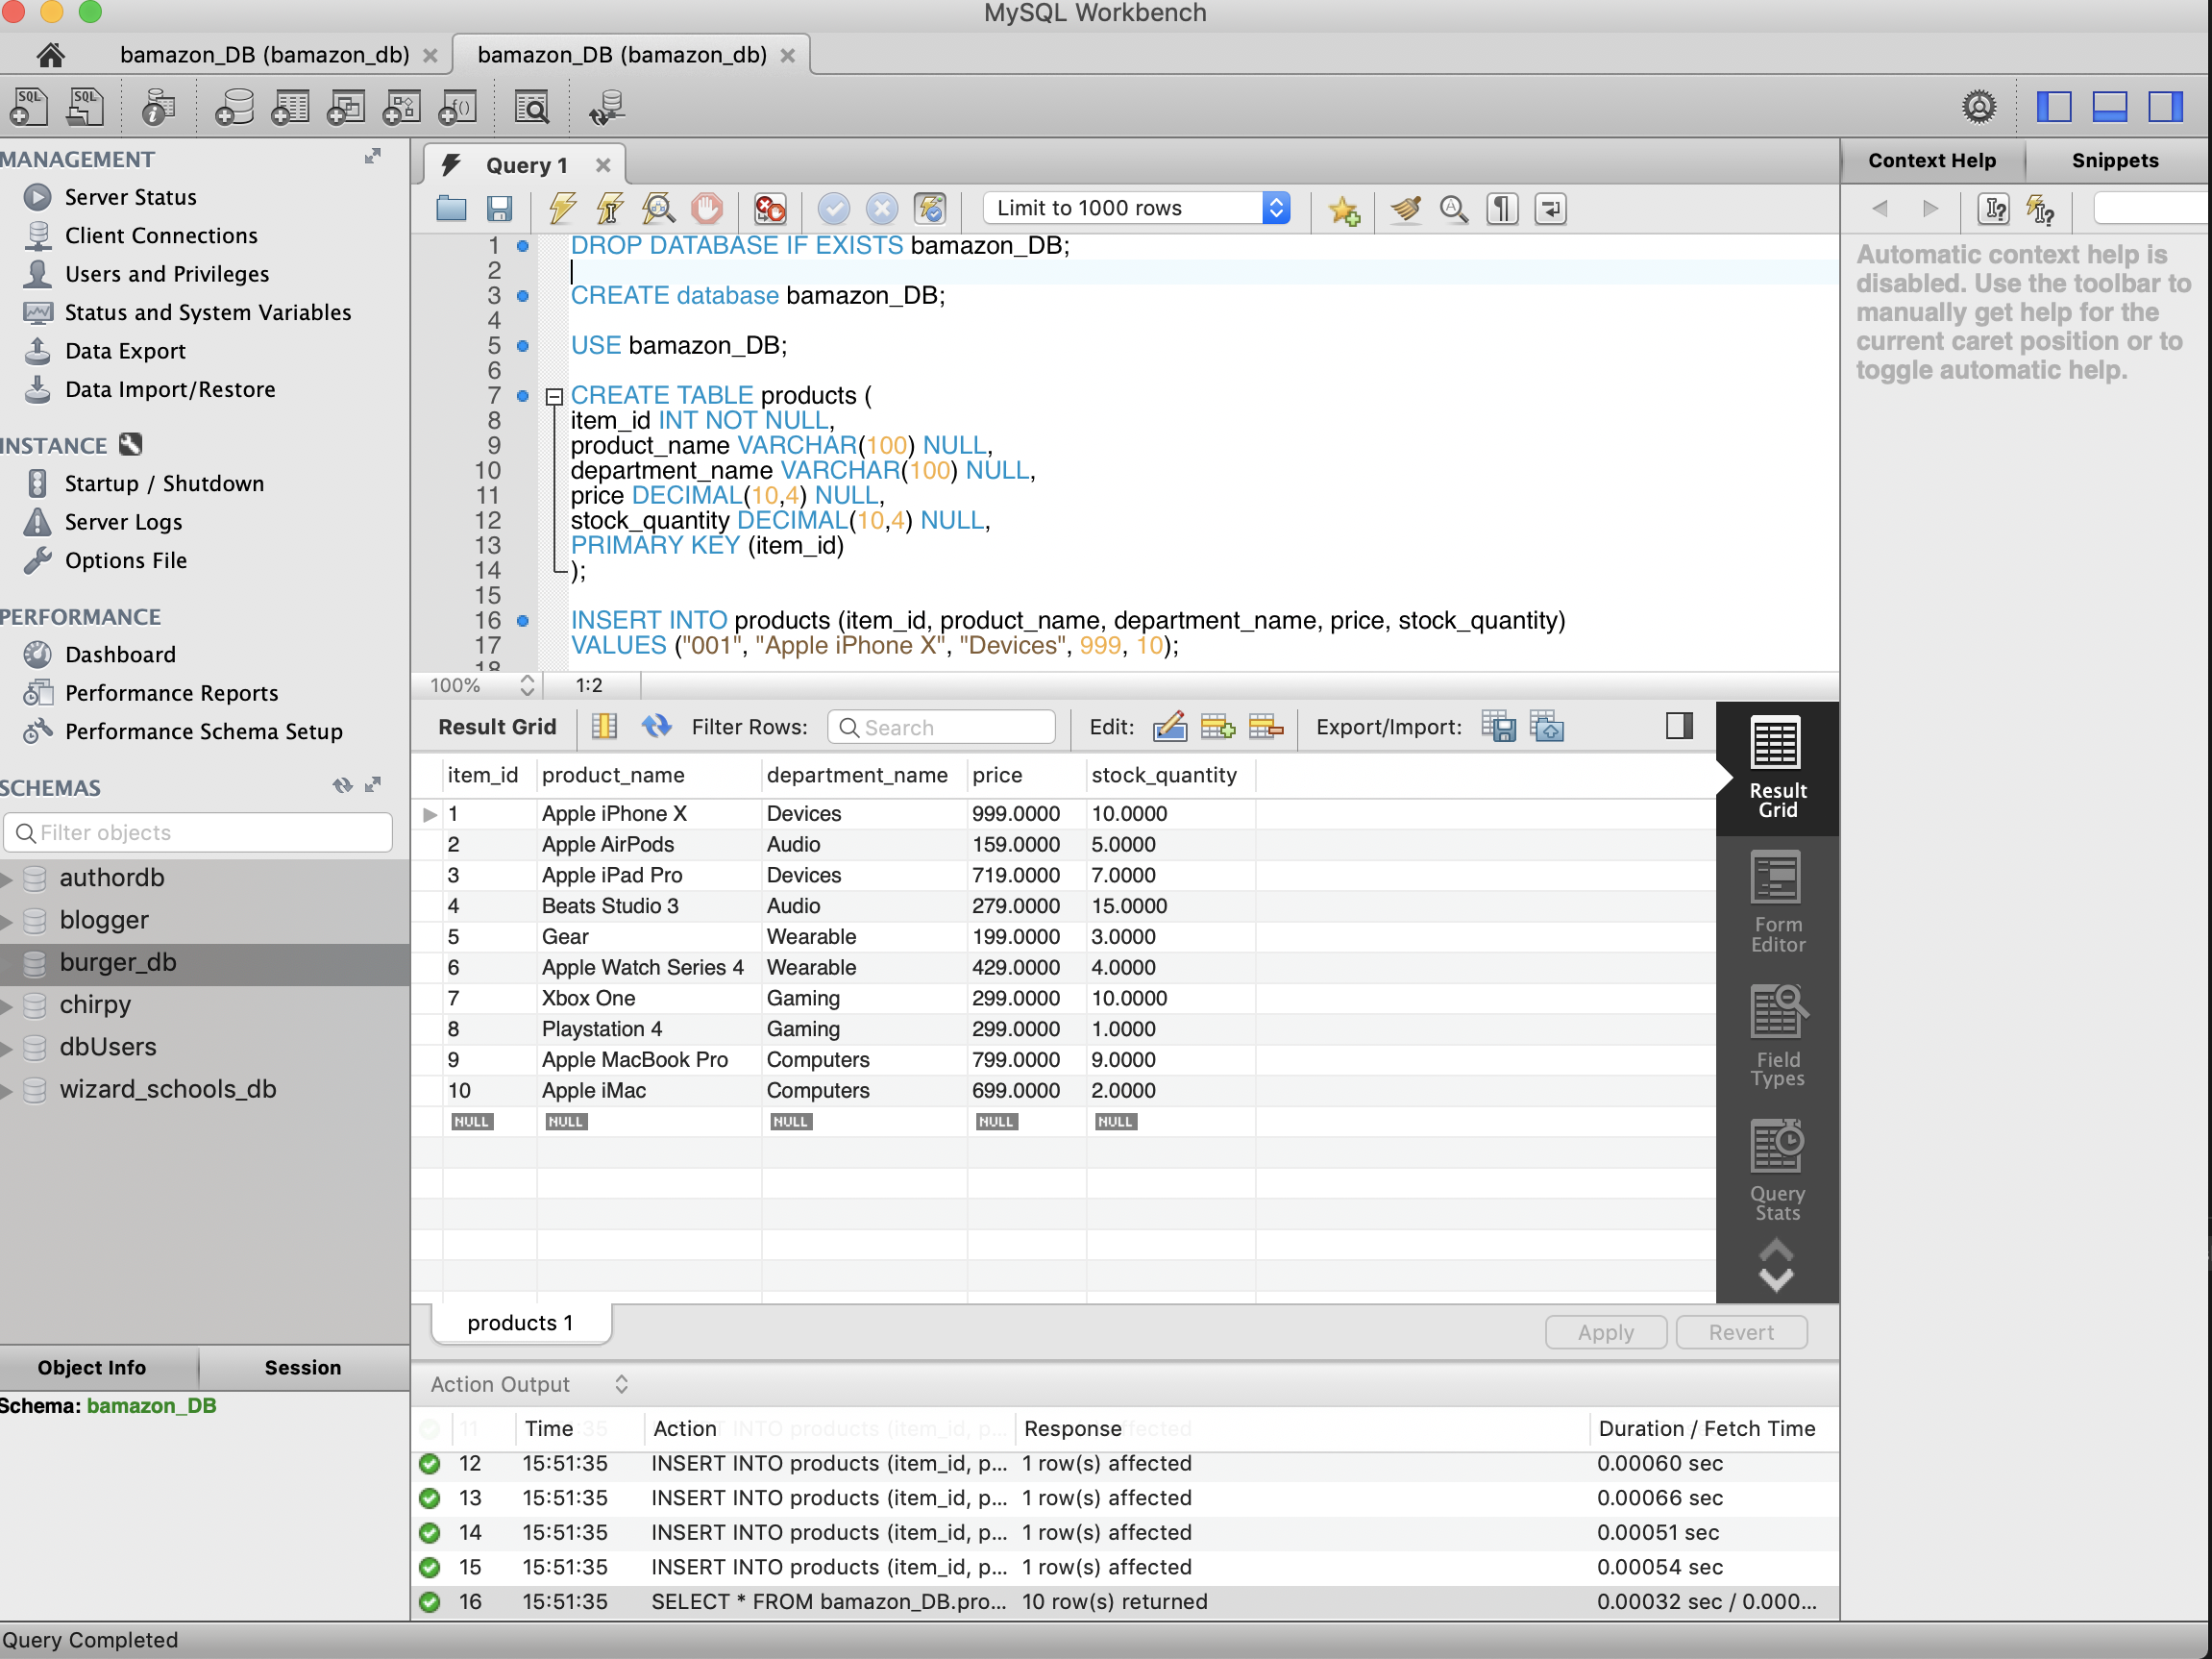 MySQL Workbench
bamazon_DB (bamazon_db)
bamazon_DB (bamazon_db)
SQL
SQL
MANAGEMENT
Server Status
Client Connections
Users and Privileges
Status and System Variables
Data Export
Data Import/Restore
INSTANCE
Startup / Shutdown
Server Logs
Options File
PERFORMANCE
Dashboard
Performance Reports
Performance Schema Setup
SCHEMAS
Filter objects
authordb
blogger
burger_db
chirpy
dbUsers
wizard_schools_db
Object Info Session
Schema: bamazon_DB
Query 1
Limit to 1000 rows
1 DROP DATABASE IF EXISTS bamazon_DB;
2
3 CREATE database bamazon_DB;
4
5 USE bamazon_DB;
6
7 CREATE TABLE products (
8 item_id INT NOT NULL,
9 product_name VARCHAR(100) NULL,
10 department_name VARCHAR(100) NULL,
11 price DECIMAL(10,4) NULL,
12 stock_quantity DECIMAL(10,4) NULL,
13 PRIMARY KEY (item_id)
14 );
15
16 INSERT INTO products (item_id, product_name, department_name, price, stock_quantity)
17 VALUES ("001", "Apple iPhone X", "Devices", 999, 10);
18
100% 1:2
Result Grid Filter Rows: Search Edit: Export/Import:
item_id product_name department_name price stock_quantity
1 Apple iPhone X Devices 999.0000 10.0000
2 Apple AirPods Audio 159.0000 5.0000
3 Apple iPad Pro Devices 719.0000 7.0000
4 Beats Studio 3 Audio 279.0000 15.0000
5 Gear Wearable 199.0000 3.0000
6 Apple Watch Series 4 Wearable 429.0000 4.0000
7 Xbox One Gaming 299.0000 10.0000
8 Playstation 4 Gaming 299.0000 1.0000
9 Apple MacBook Pro Computers 799.0000 9.0000
10 Apple iMac Computers 699.0000 2.0000
NULL NULL NULL NULL NULL
Result
Grid
Form
Editor
Field
Types
Query
Stats
products 1
Apply Revert
Action Output
Time Action Response Duration / Fetch Time
12 15:51:35 INSERT INTO products (item_id, p... 1 row(s) affected 0.00060 sec
13 15:51:35 INSERT INTO products (item_id, p... 1 row(s) affected 0.00066 sec
14 15:51:35 INSERT INTO products (item_id, p... 1 row(s) affected 0.00051 sec
15 15:51:35 INSERT INTO products (item_id, p... 1 row(s) affected 0.00054 sec
16 15:51:35 SELECT * FROM bamazon_DB.pro... 10 row(s) returned 0.00032 sec / 0.000...
Query Completed
Context Help Snippets
Automatic context help is
disabled. Use the toolbar to
manually get help for the
current caret position or to
toggle automatic help.